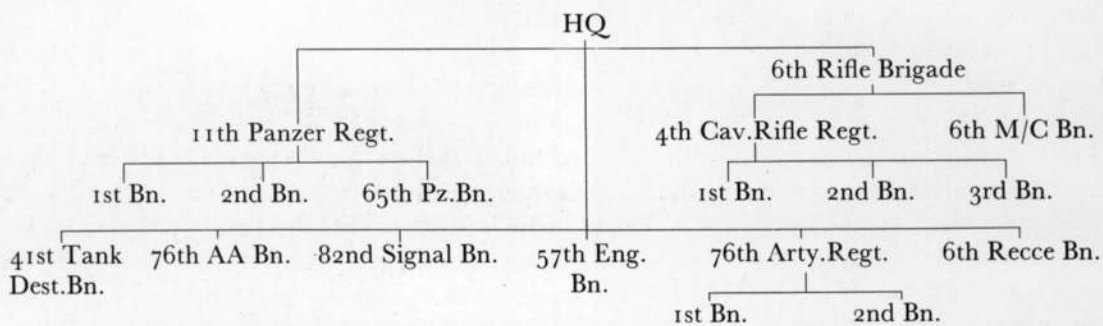 HQ
6th Rifle Brigade
11th Panzer Regt.
4th Cav.Rifle Regt.
6th M/C Bn.
1st Bn.
2nd Bn.
65th Pz.Bn.
1st Bn.
2nd Bn.
3rd Bn.
41st Tank
Dest.Bn.
76th AA Bn.
82nd Signal Bn.
57th Eng.
Bn.
76th Arty.Regt.
6th Recce Bn.
1st Bn.
2nd Bn.